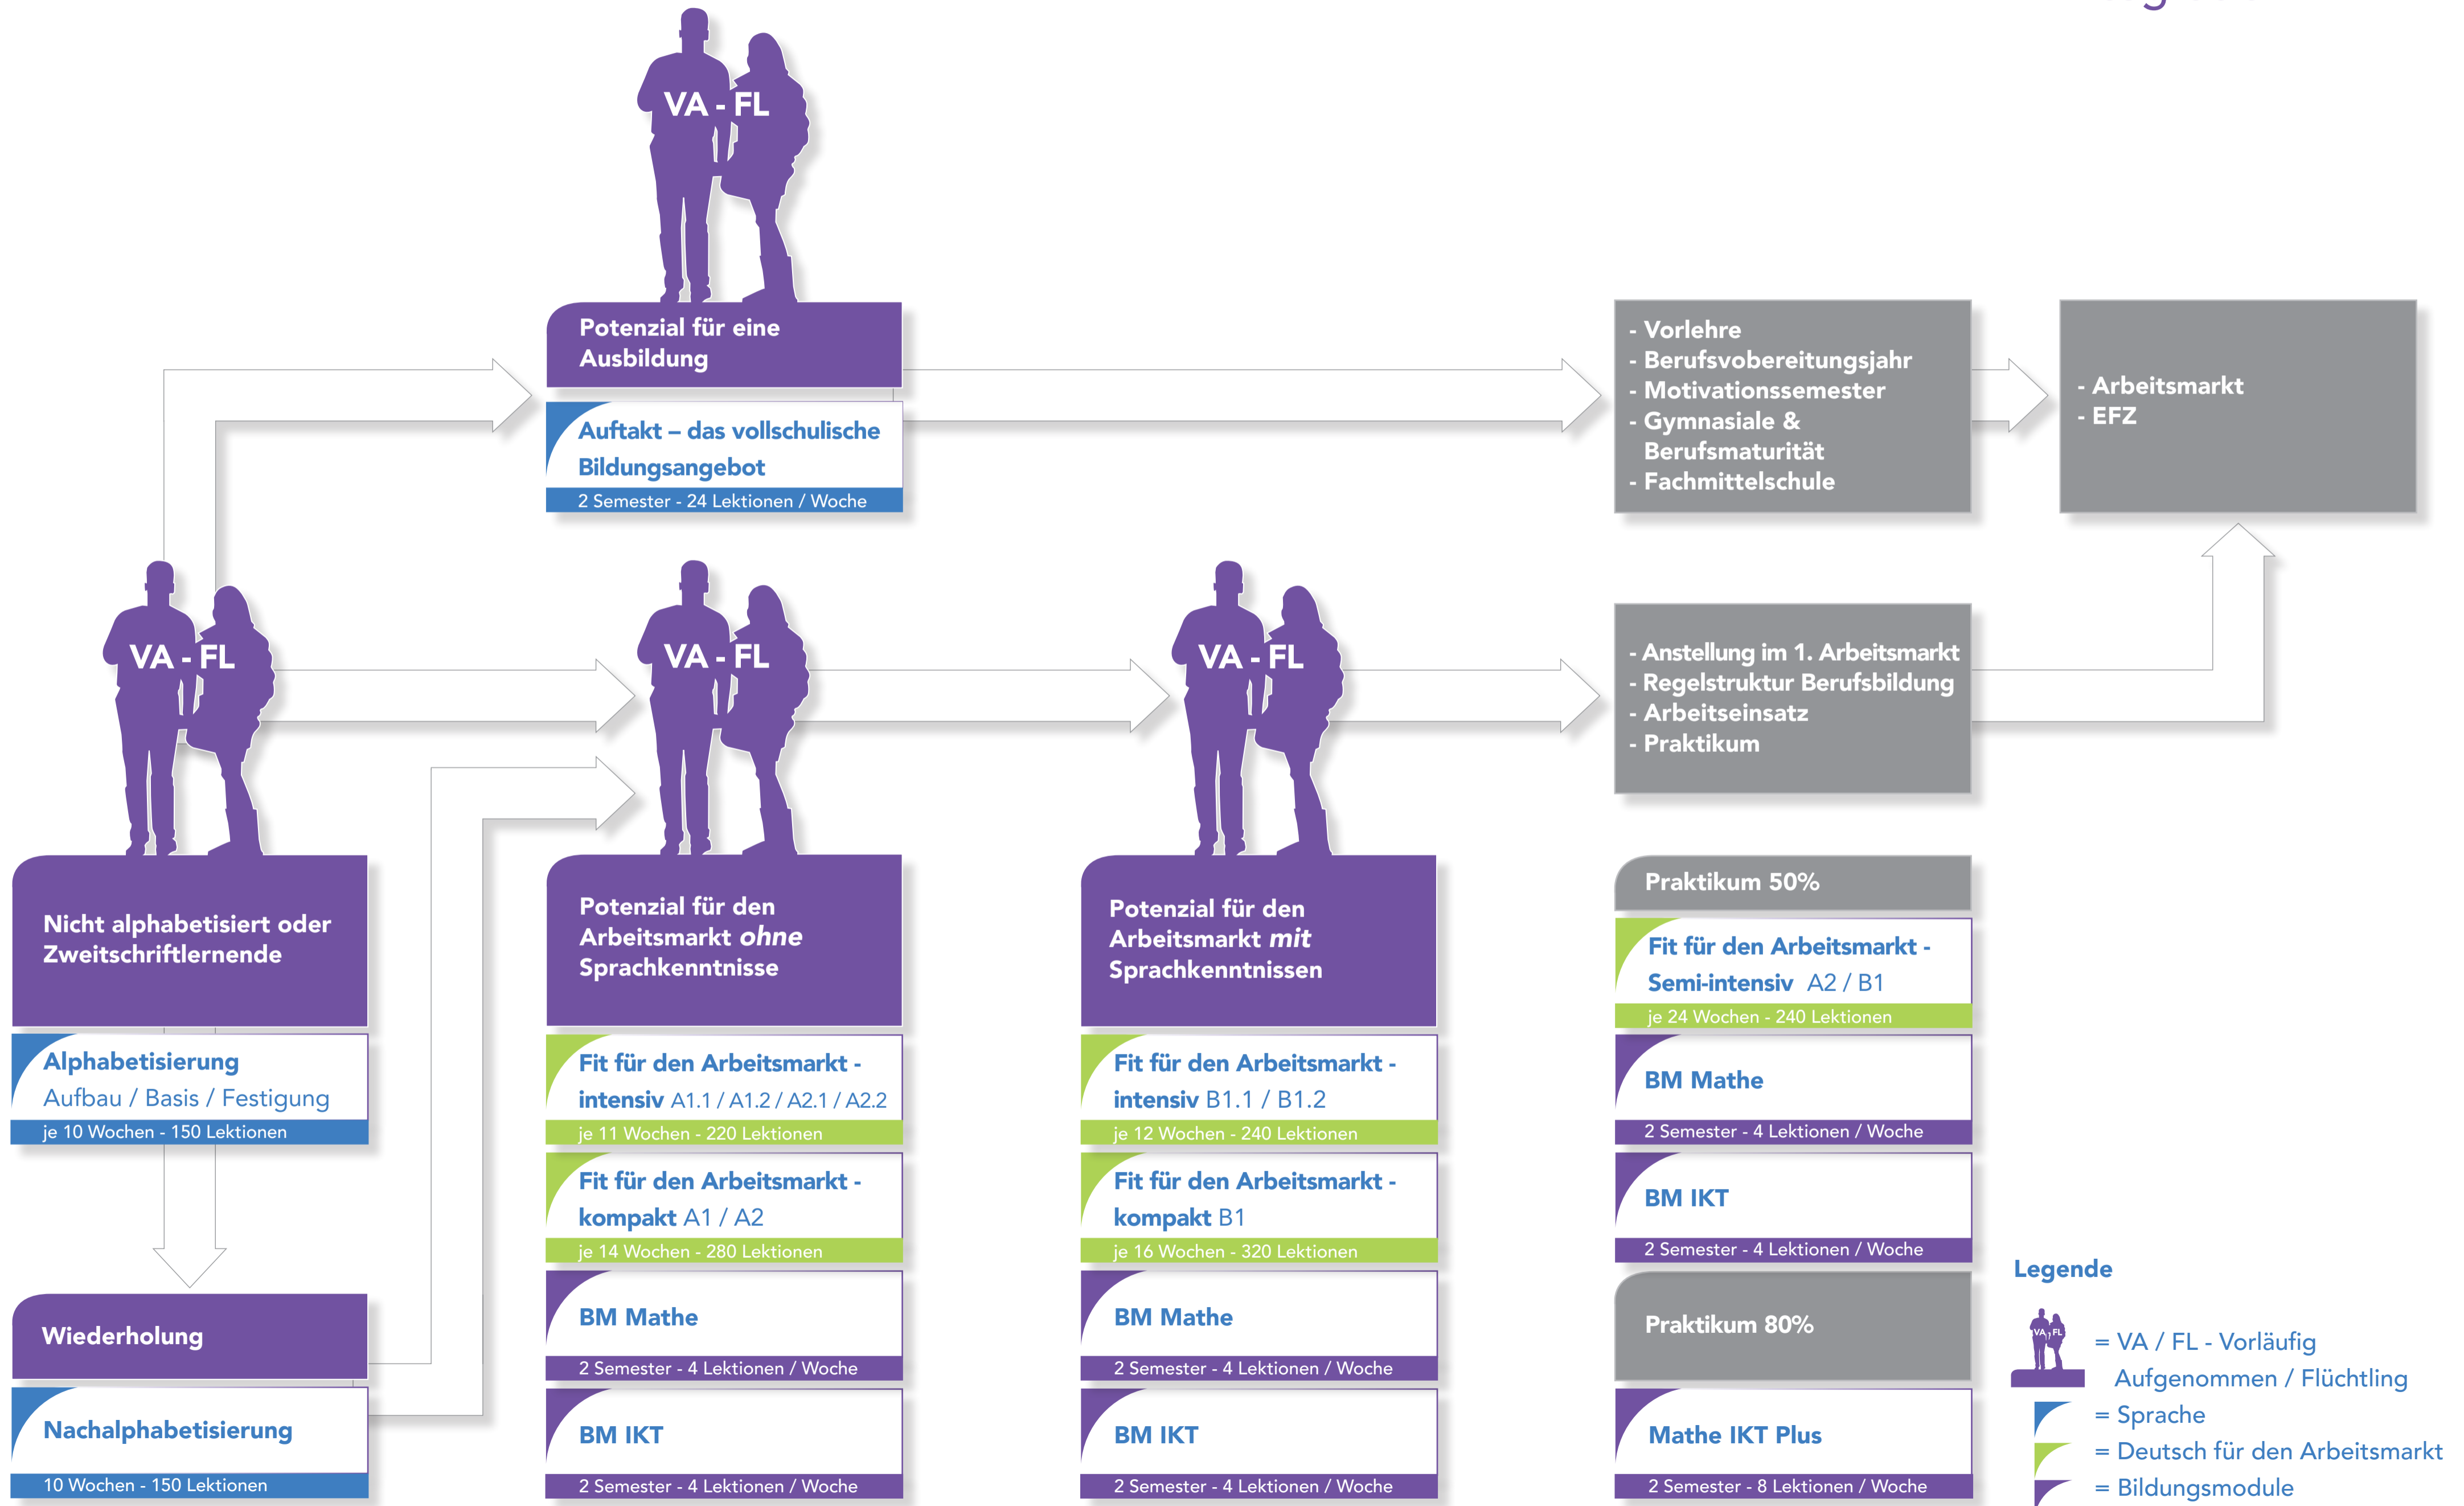 VA - FL
Potenzial für eine
Ausbildung
Auftakt – das vollschulische
Bildungsangebot
2 Semester - 24 Lektionen / Woche
- Vorlehre
- Berufsvobereitungsjahr
- Motivationssemester
- Gymnasiale &
Berufsmaturität
- Fachmittelschule
- Arbeitsmarkt
- EFZ
VA - FL
VA - FL
VA - FL
- Anstellung im 1. Arbeitsmarkt
- Regelstruktur Berufsbildung
- Arbeitseinsatz
- Praktikum
Nicht alphabetisiert oder
Zweitschriftlernende
Alphabetisierung
Aufbau / Basis / Festigung
je 10 Wochen - 150 Lektionen
Wiederholung
Nachalphabetisierung
10 Wochen - 150 Lektionen
Potenzial für den
Arbeitsmarkt ohne
Sprachkenntnisse
Fit für den Arbeitsmarkt -
intensiv A1.1 / A1.2 / A2.1 / A2.2
je 11 Wochen - 220 Lektionen
Fit für den Arbeitsmarkt -
kompakt A1 / A2
je 14 Wochen - 280 Lektionen
BM Mathe
2 Semester - 4 Lektionen / Woche
BM IKT
2 Semester - 4 Lektionen / Woche
Potenzial für den
Arbeitsmarkt mit
Sprachkenntnissen
Fit für den Arbeitsmarkt -
intensiv B1.1 / B1.2
je 12 Wochen - 240 Lektionen
Fit für den Arbeitsmarkt -
kompakt B1
je 16 Wochen - 320 Lektionen
BM Mathe
2 Semester - 4 Lektionen / Woche
BM IKT
2 Semester - 4 Lektionen / Woche
Praktikum 50%
Fit für den Arbeitsmarkt -
Semi-intensiv A2 / B1
je 24 Wochen - 240 Lektionen
BM Mathe
2 Semester - 4 Lektionen / Woche
BM IKT
2 Semester - 4 Lektionen / Woche
Praktikum 80%
Mathe IKT Plus
2 Semester - 8 Lektionen / Woche
Legende
VA - FL
= VA / FL - Vorläufig
Aufgenommen / Flüchtling
= Sprache
= Deutsch für den Arbeitsmarkt
= Bildungsmodule